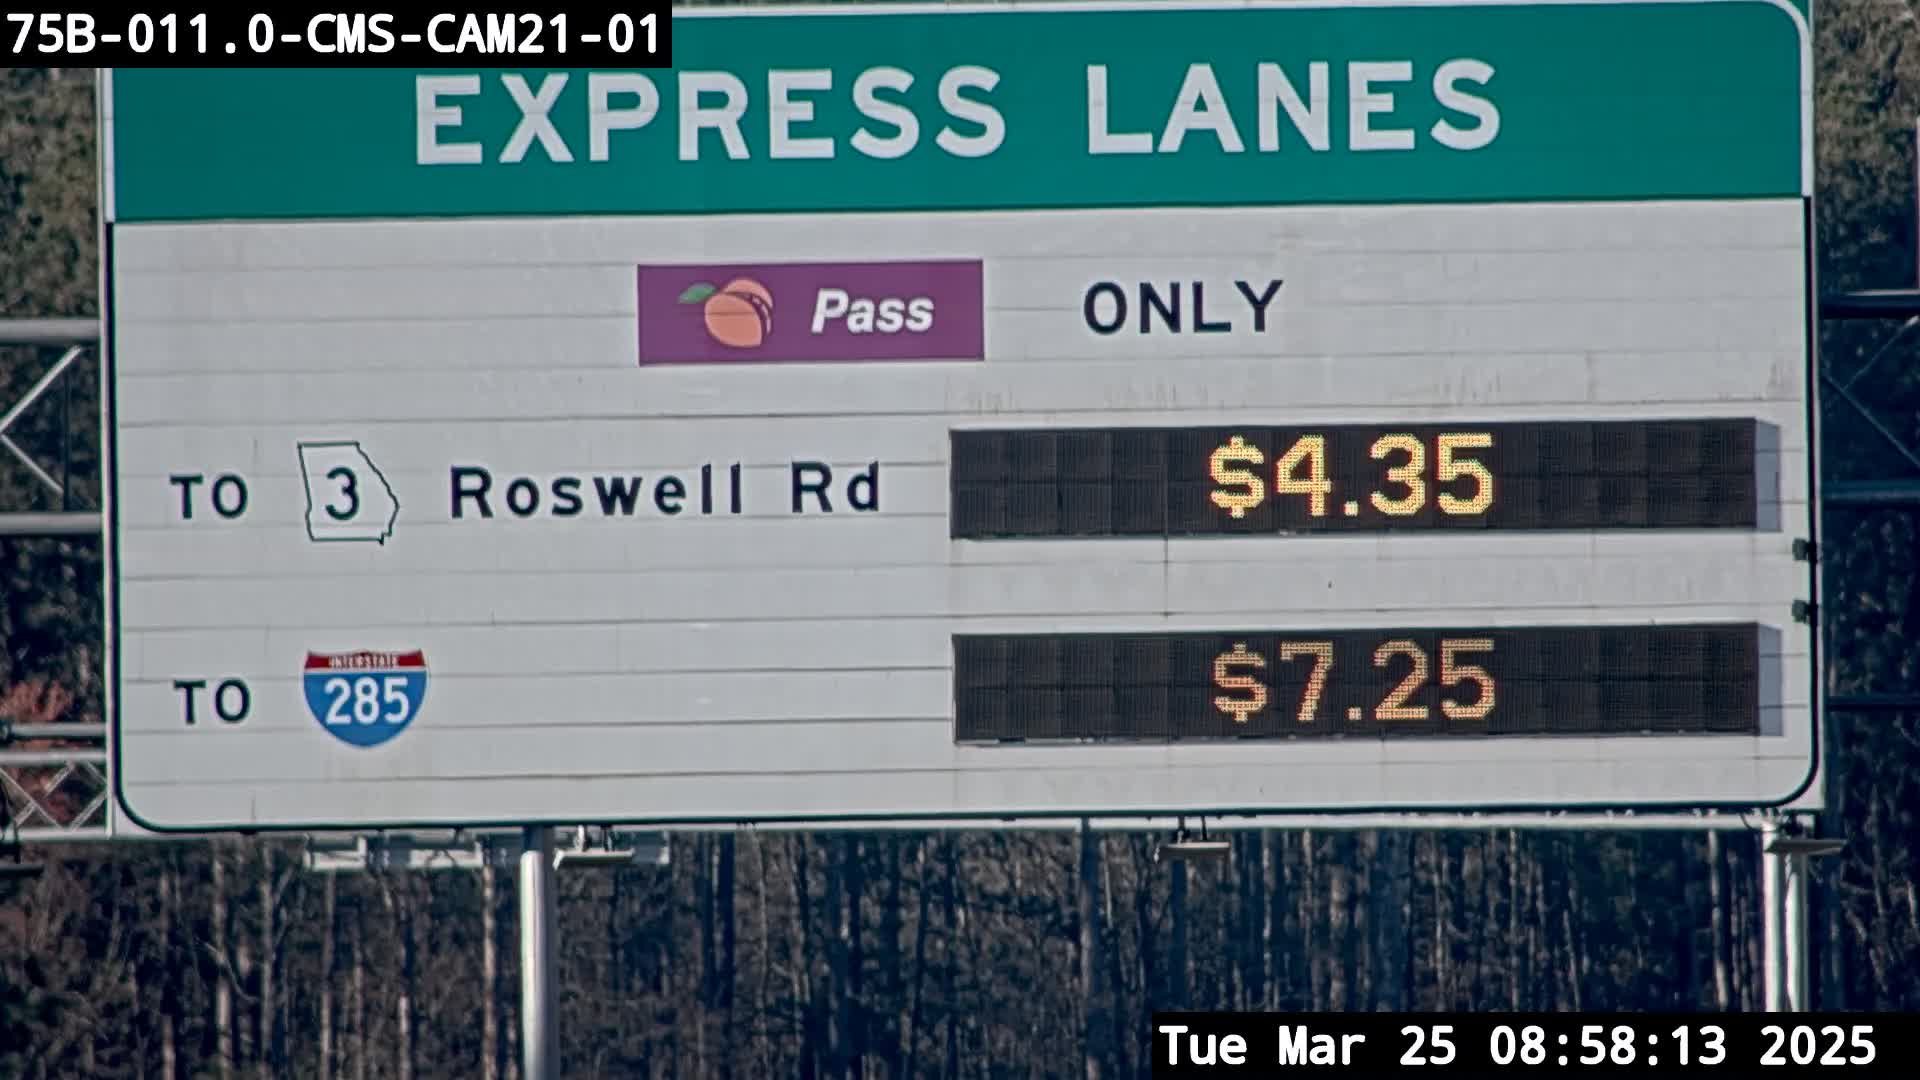 75B-011.0-CMS-CAM21-01
EXPRESS LANES
Pass ONLY
TO 3 Roswell Rd $4.35
INTERSTATE
TO 285 $7.25
Tue Mar 25 08:58:13 2025